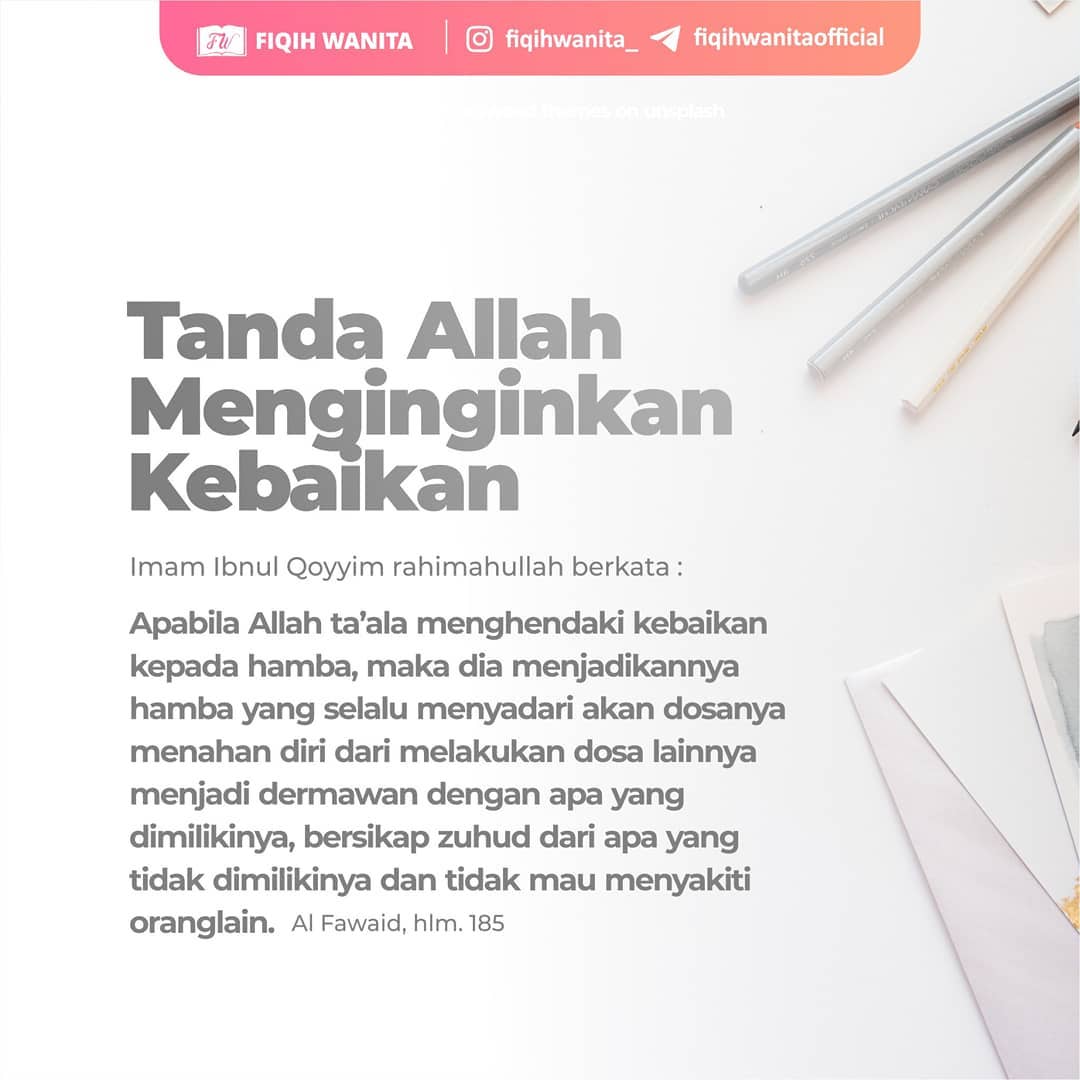 FIQIH WANITA | fiqihwanita_ fiqihwanitaofficial
themes on unsplash
Tanda Allah
Menginginkan
Kebaikan
Imam Ibnul Qoyyim rahimahullah berkata :
Apabila Allah ta’ala menghendaki kebaikan
kepada hamba, maka dia menjadikannya
hamba yang selalu menyadari akan dosanya
menahan diri dari melakukan dosa lainnya
menjadi dermawan dengan apa yang
dimilikinya, bersikap zuhud dari apa yang
tidak dimilikinya dan tidak mau menyakiti
oranglain. Al Fawaid, hlm. 185